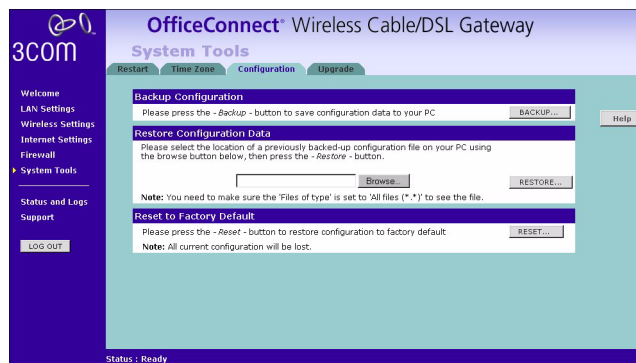 3COM
OfficeConnect® Wireless Cable/DSL Gateway
System Tools
Restart Time Zone Configuration Upgrade
Welcome
LAN Settings
Wireless Settings
Internet Settings
Firewall
System Tools
Status and Logs
Support
LOG OUT
Backup Configuration
Please press the - Backup - button to save configuration data to your PC
BACKUP...
Help
Restore Configuration Data
Please select the location of a previously backed-up configuration file on your PC using
the browse button below, then press the - Restore - button.
Browse...
RESTORE...
Note: You need to make sure the 'Files of type' is set to 'All files (*.*)' to see the file.
Reset to Factory Default
Please press the - Reset - button to restore configuration to factory default
RESET...
Note: All current configuration will be lost.
Status : Ready